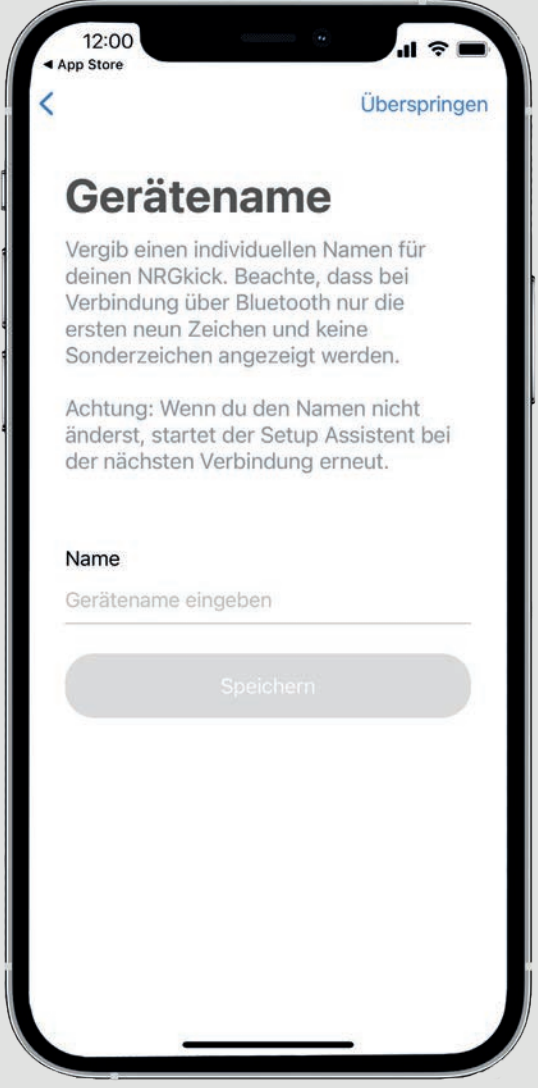 12:00
◀ App Store
Überspringen
Gerätename
Vergib einen individuellen Namen für
deinen NRGkick. Beachte, dass bei
Verbindung über Bluetooth nur die
ersten neun Zeichen und keine
Sonderzeichen angezeigt werden.
Achtung: Wenn du den Namen nicht
änderst, startet der Setup Assistent bei
der nächsten Verbindung erneut.
Name
Gerätename eingeben
Speichern